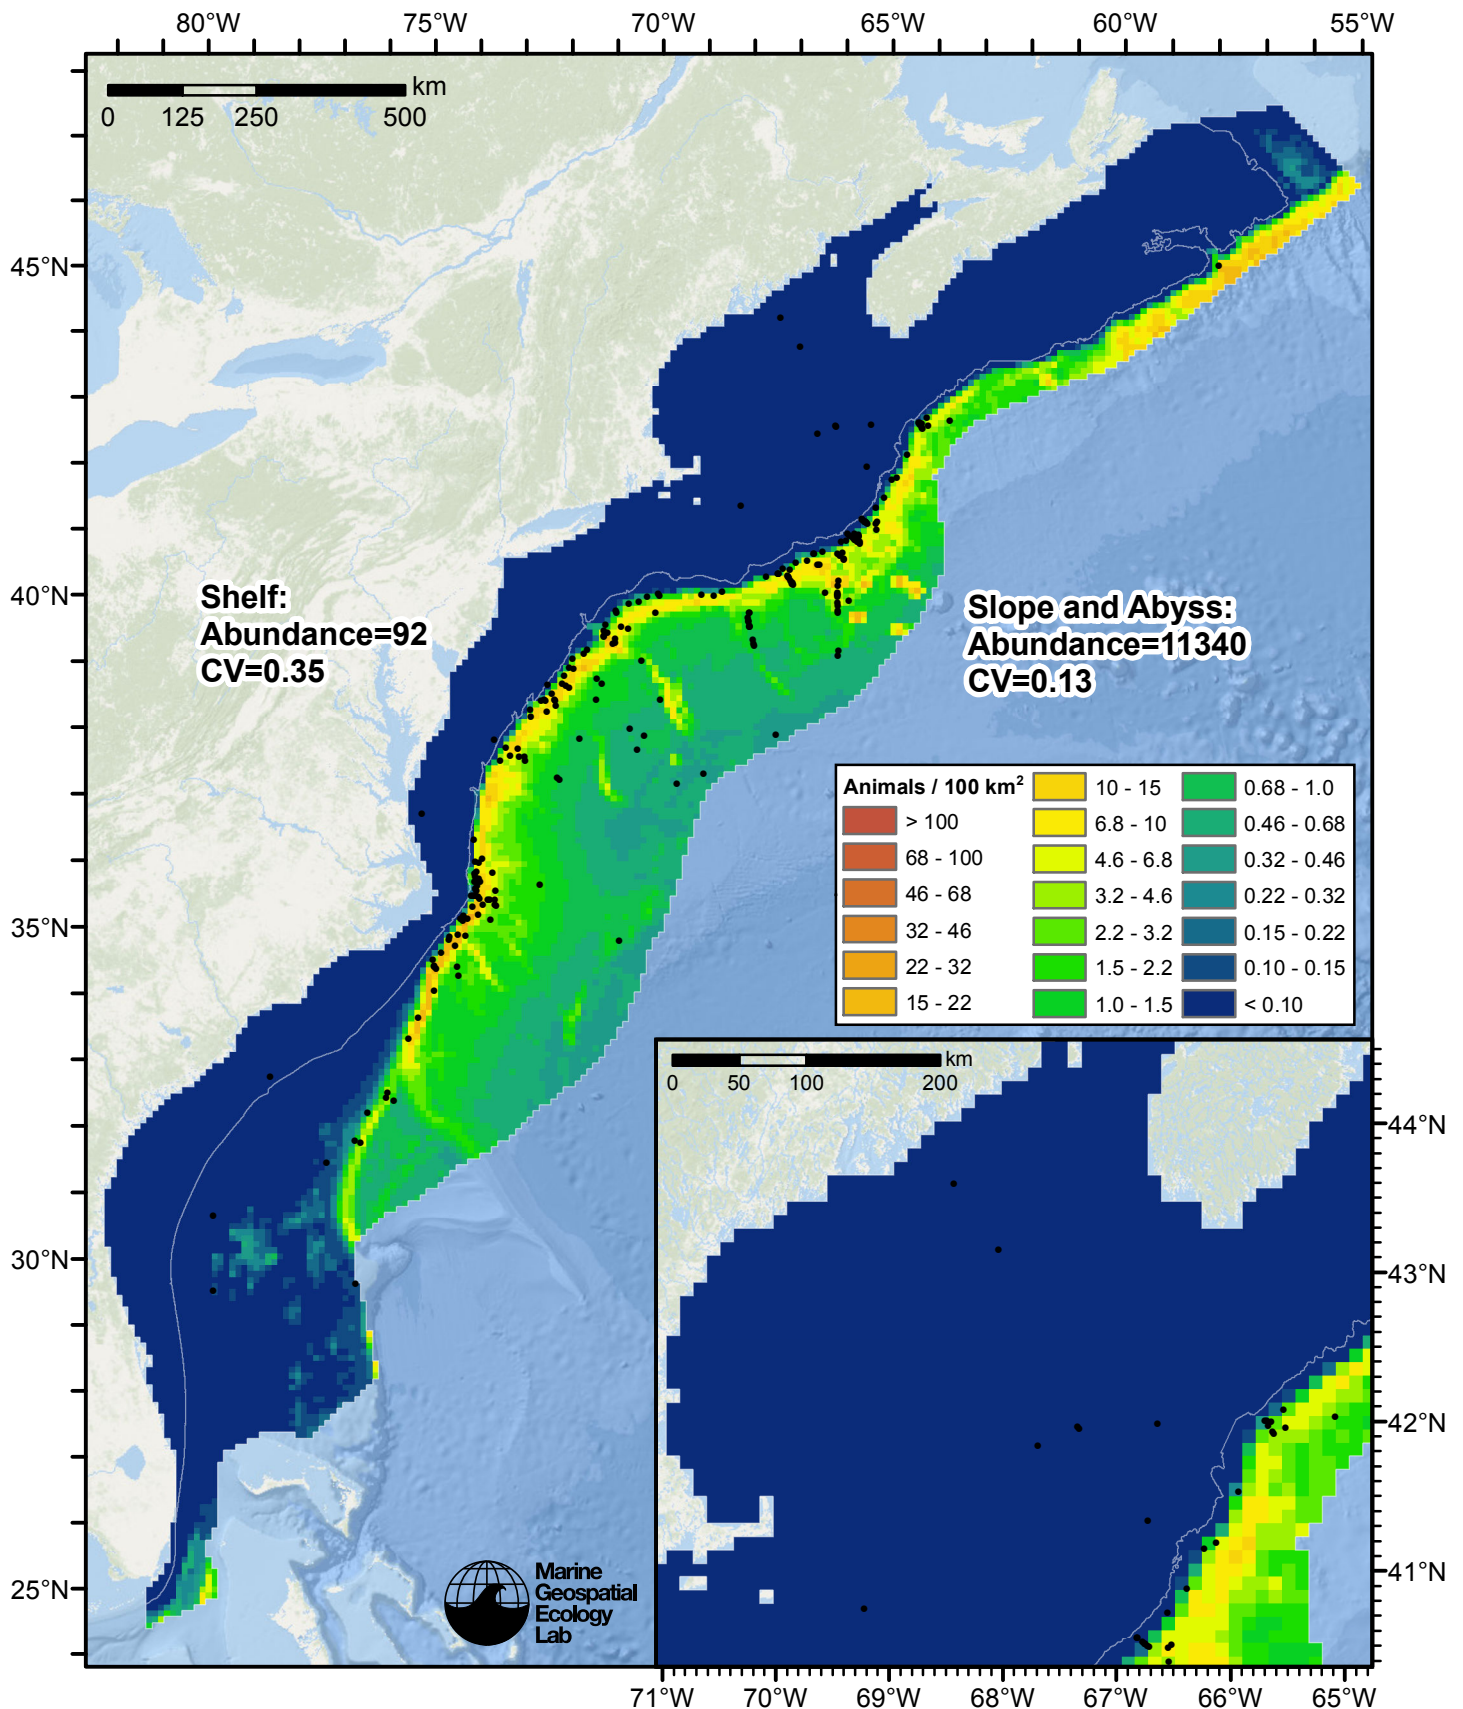 80°W 75°W 70°W 65°W 60°W 55°W
km
0 125 250 500
45°N
40°N
35°N
30°N
25°N
Shelf:
Abundance=92
CV=0.35
Slope and Abyss:
Abundance=11340
CV=0.13
Animals / 100 km²
> 100
68 - 100
46 - 68
32 - 46
22 - 32
15 - 22
10 - 15
6.8 - 10
4.6 - 6.8
3.2 - 4.6
2.2 - 3.2
1.5 - 2.2
1.0 - 1.5
0.68 - 1.0
0.46 - 0.68
0.32 - 0.46
0.22 - 0.32
0.15 - 0.22
0.10 - 0.15
< 0.10
km
0 50 100 200
44°N
43°N
42°N
41°N
Marine
Geospatial
Ecology
Lab
71°W 70°W 69°W 68°W 67°W 66°W 65°W